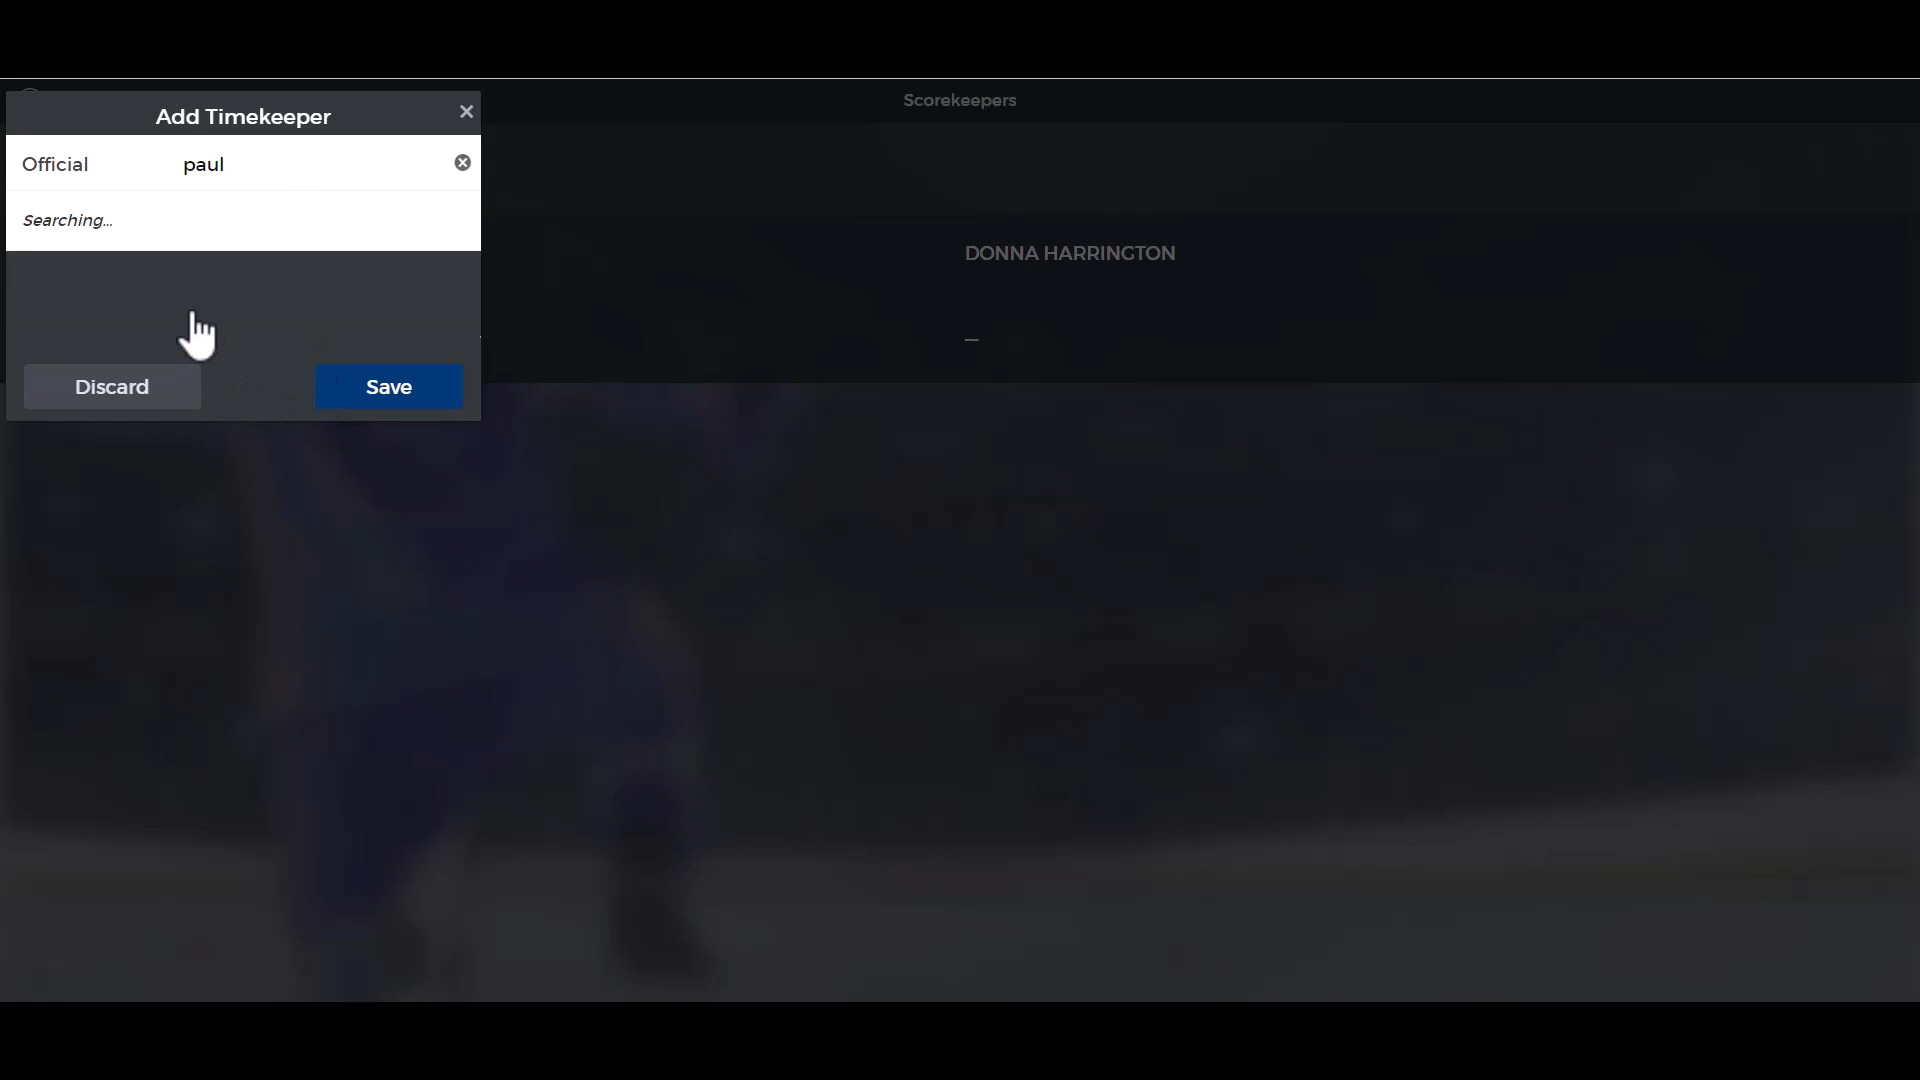 Scorekeepers
Add Timekeeper
Official paul
Searching...
DONNA HARRINGTON
—
Discard Save